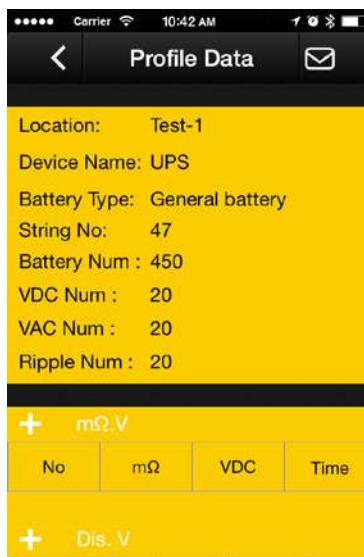 Carrier 10:42 AM
Profile Data
Location: Test-1
Device Name: UPS
Battery Type: General battery
String No: 47
Battery Num : 450
VDC Num : 20
VAC Num : 20
Ripple Num : 20
+ mΩ.V
No mΩ VDC Time
+ Dis. V